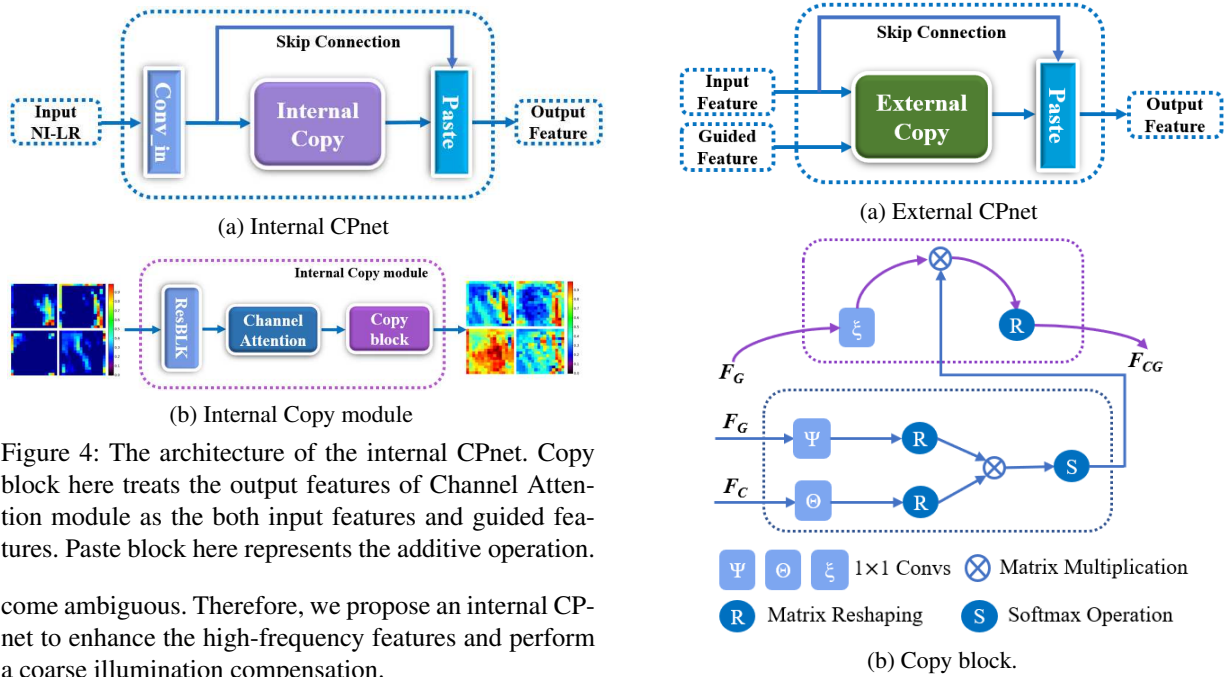 Skip Connection
Input
NI-LR
Conv_in
Internal
Copy
Paste
Output
Feature
(a) Internal CPnet
Internal Copy module
ResBLK
Channel
Attention
Copy
block
(b) Internal Copy module
Figure 4: The architecture of the internal CPnet. Copy
block here treats the output features of Channel Atten-
tion module as the both input features and guided fea-
tures. Paste block here represents the additive operation.
come ambiguous. Therefore, we propose an internal CP-
net to enhance the high-frequency features and perform
a coarse illumination compensation.
Skip Connection
Input
Feature
Guided
Feature
External
Copy
Paste
Output
Feature
(a) External CPnet
ξ
R
F_G
F_CG
F_G
Ψ
R
S
F_C
Θ
R
Ψ Θ ξ 1×1 Convs ⊗ Matrix Multiplication
R Matrix Reshaping S Softmax Operation
(b) Copy block.